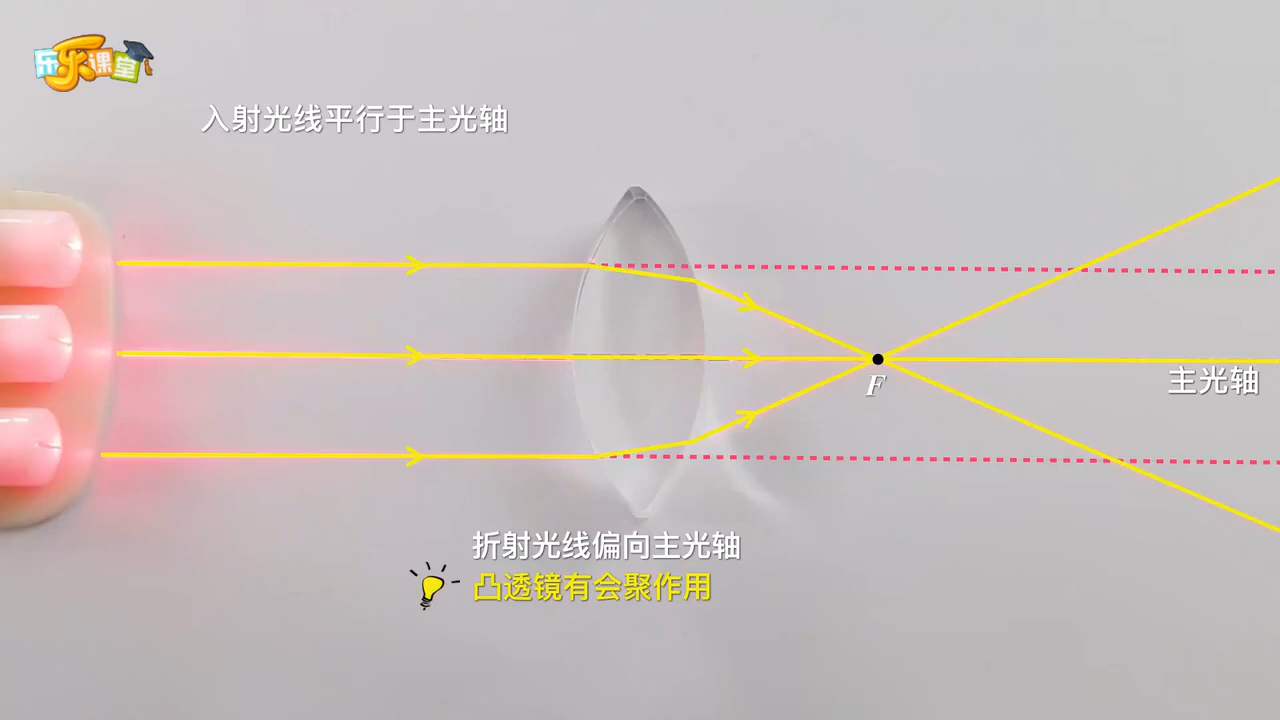 乐乐课堂
入射光线平行于主光轴
F
主光轴
折射光线偏向主光轴
凸透镜有会聚作用